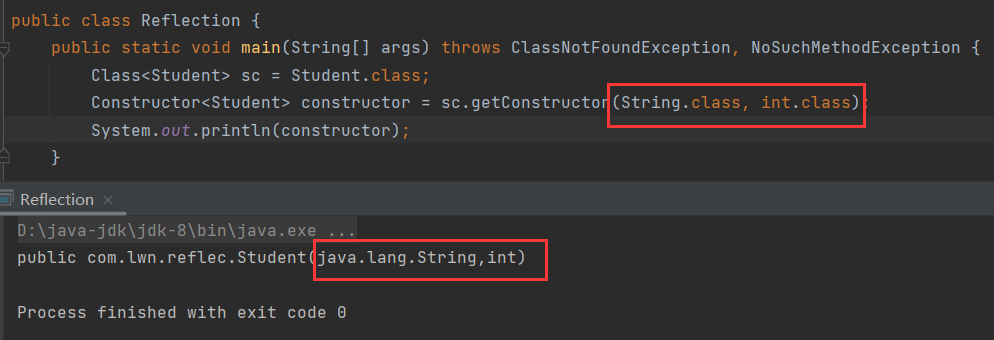 public class Reflection {
public static void main(String[] args) throws ClassNotFoundException, NoSuchMethodException {
Class<Student> sc = Student.class;
Constructor<Student> constructor = sc.getConstructor(String.class, int.class);
System.out.println(constructor);
}
Reflection ×
D:\java-jdk\jdk-8\bin\java.exe ...
public com.lwn.reflec.Student(java.lang.String,int)
Process finished with exit code 0